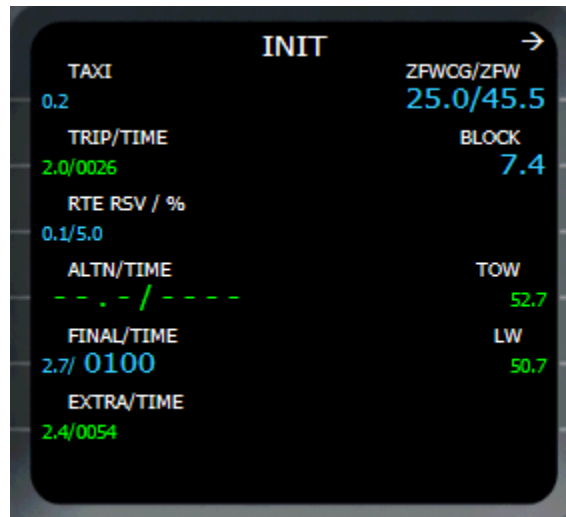 INIT →
TAXI ZFWCG/ZFW
0.2 25.0/45.5
TRIP/TIME BLOCK
2.0/0026 7.4
RTE RSV / %
0.1/5.0
ALTN/TIME TOW
--.-/---- 52.7
FINAL/TIME LW
2.7/ 0100 50.7
EXTRA/TIME
2.4/0054